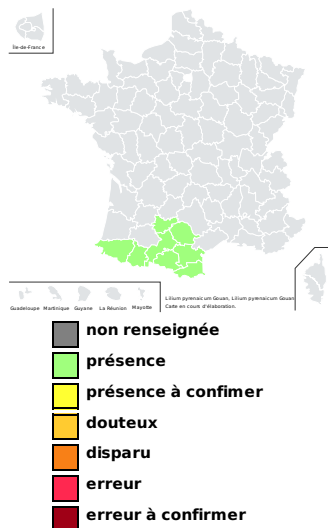 Île-de-France
Guadeloupe Martinique Guyane La Réunion Mayotte
Lilium pyrenaicum Gouan, Lilium pyrenaicum Gouan
Carte en cours d'élaboration.
non renseignée
présence
présence à confimer
douteux
disparu
erreur
erreur à confirmer